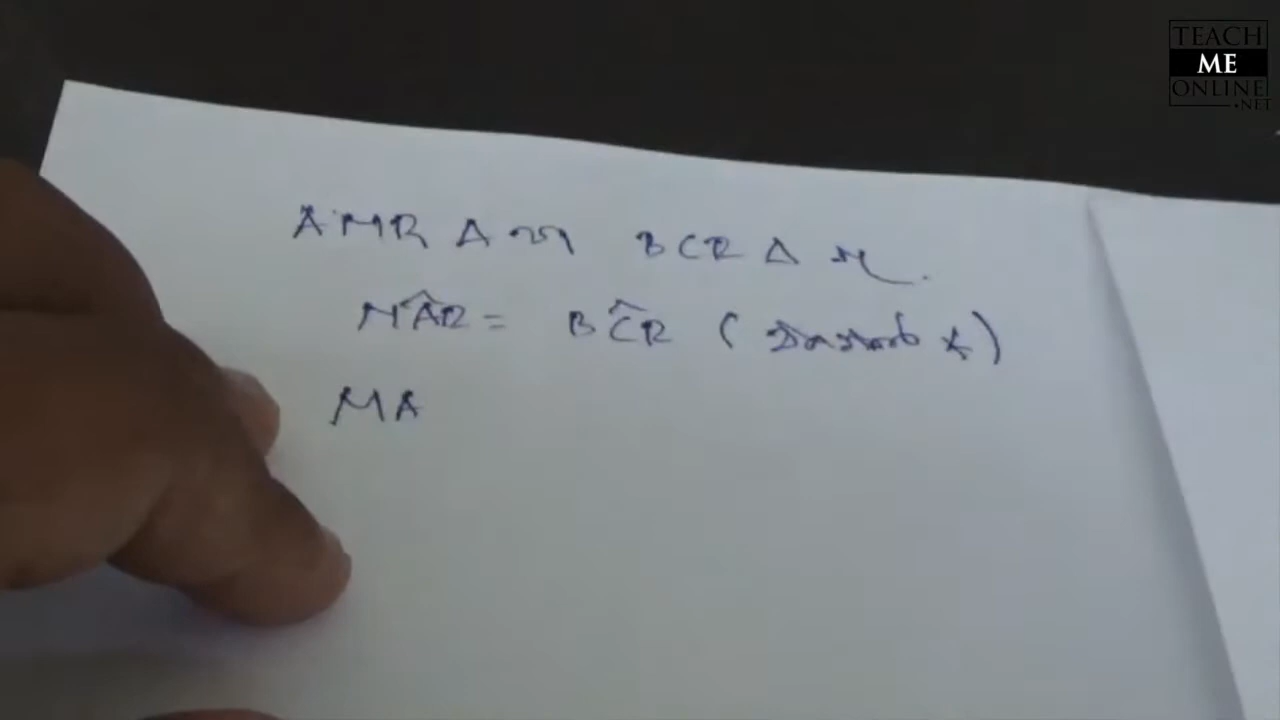 TEACH
ME
ONLINE
.NET
AMR Δ BCR Δ
MÂR = BĈR (
MA